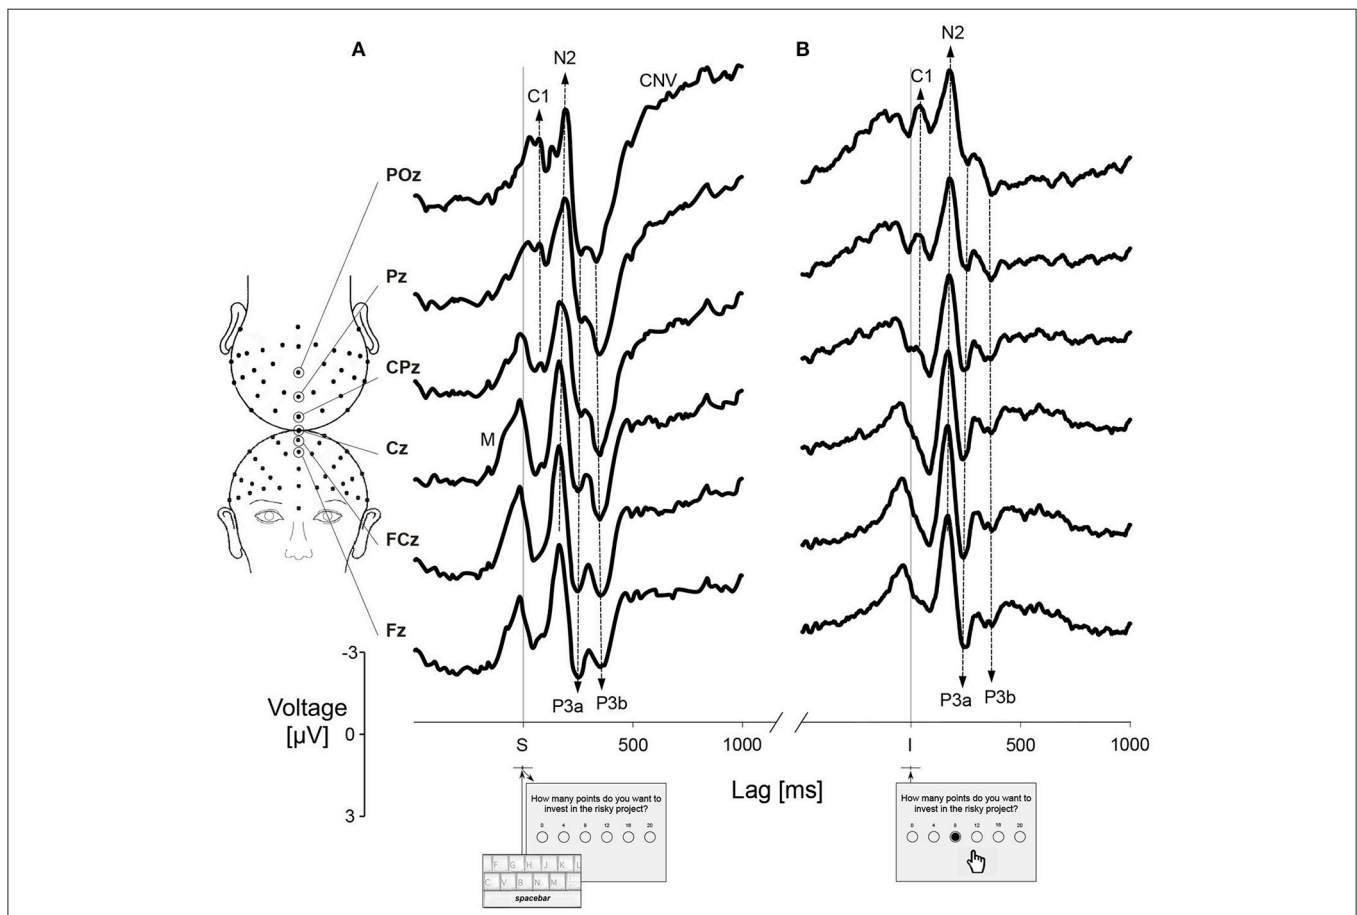 A
B
N2
N2
C1
CNV
C1
POz
Pz
CPz
M
Cz
FCz
Fz
-3
Voltage
[µV]
0
3
P3a
P3b
P3a
P3b
S
500
1000
I
500
1000
Lag [ms]
How many points do you want to
invest in the risky project?
0 4 8 12 16 20
How many points do you want to
invest in the risky project?
0 4 8 12 16 20
F G H J K L
C V B N M
spacebar